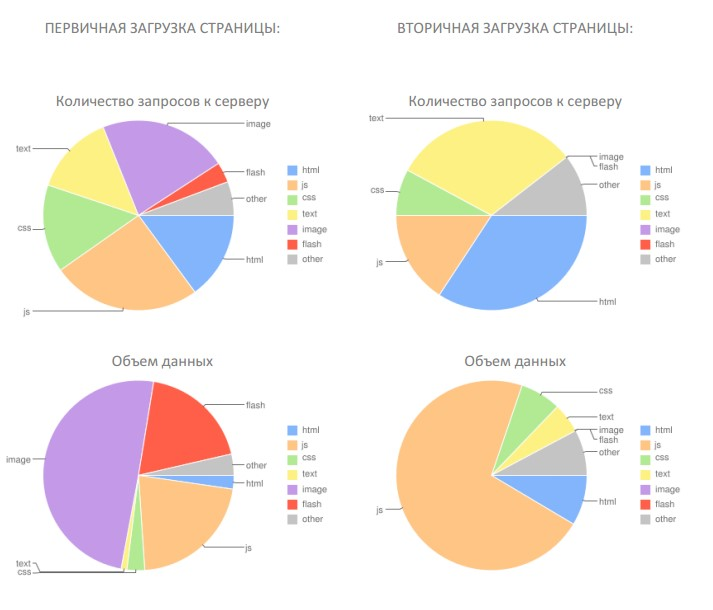 ПЕРВИЧНАЯ ЗАГРУЗКА СТРАНИЦЫ:
ВТОРИЧНАЯ ЗАГРУЗКА СТРАНИЦЫ:
Количество запросов к серверу
image
text
flash
other
css
html
js
html
js
css
text
image
flash
other
Количество запросов к серверу
text
image
flash
other
css
js
html
html
js
css
text
image
flash
other
Объем данных
flash
image
other
html
js
text
css
html
js
css
text
image
flash
other
Объем данных
css
text
image
flash
other
html
js
html
js
css
text
image
flash
other